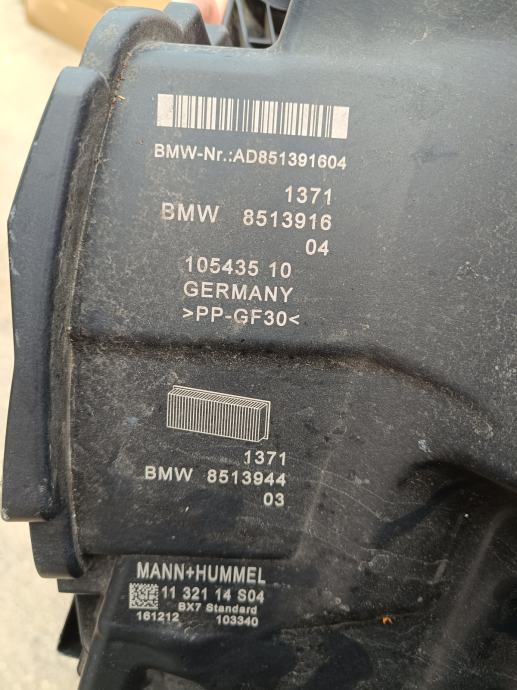 BMW-Nr.:AD851391604
1371
BMW 8513916
04
105435 10
GERMANY
>PP-GF30<
1371
BMW 8513944
03
MANN+HUMMEL
11 321 14 S04
BX7 Standard
161212 103340